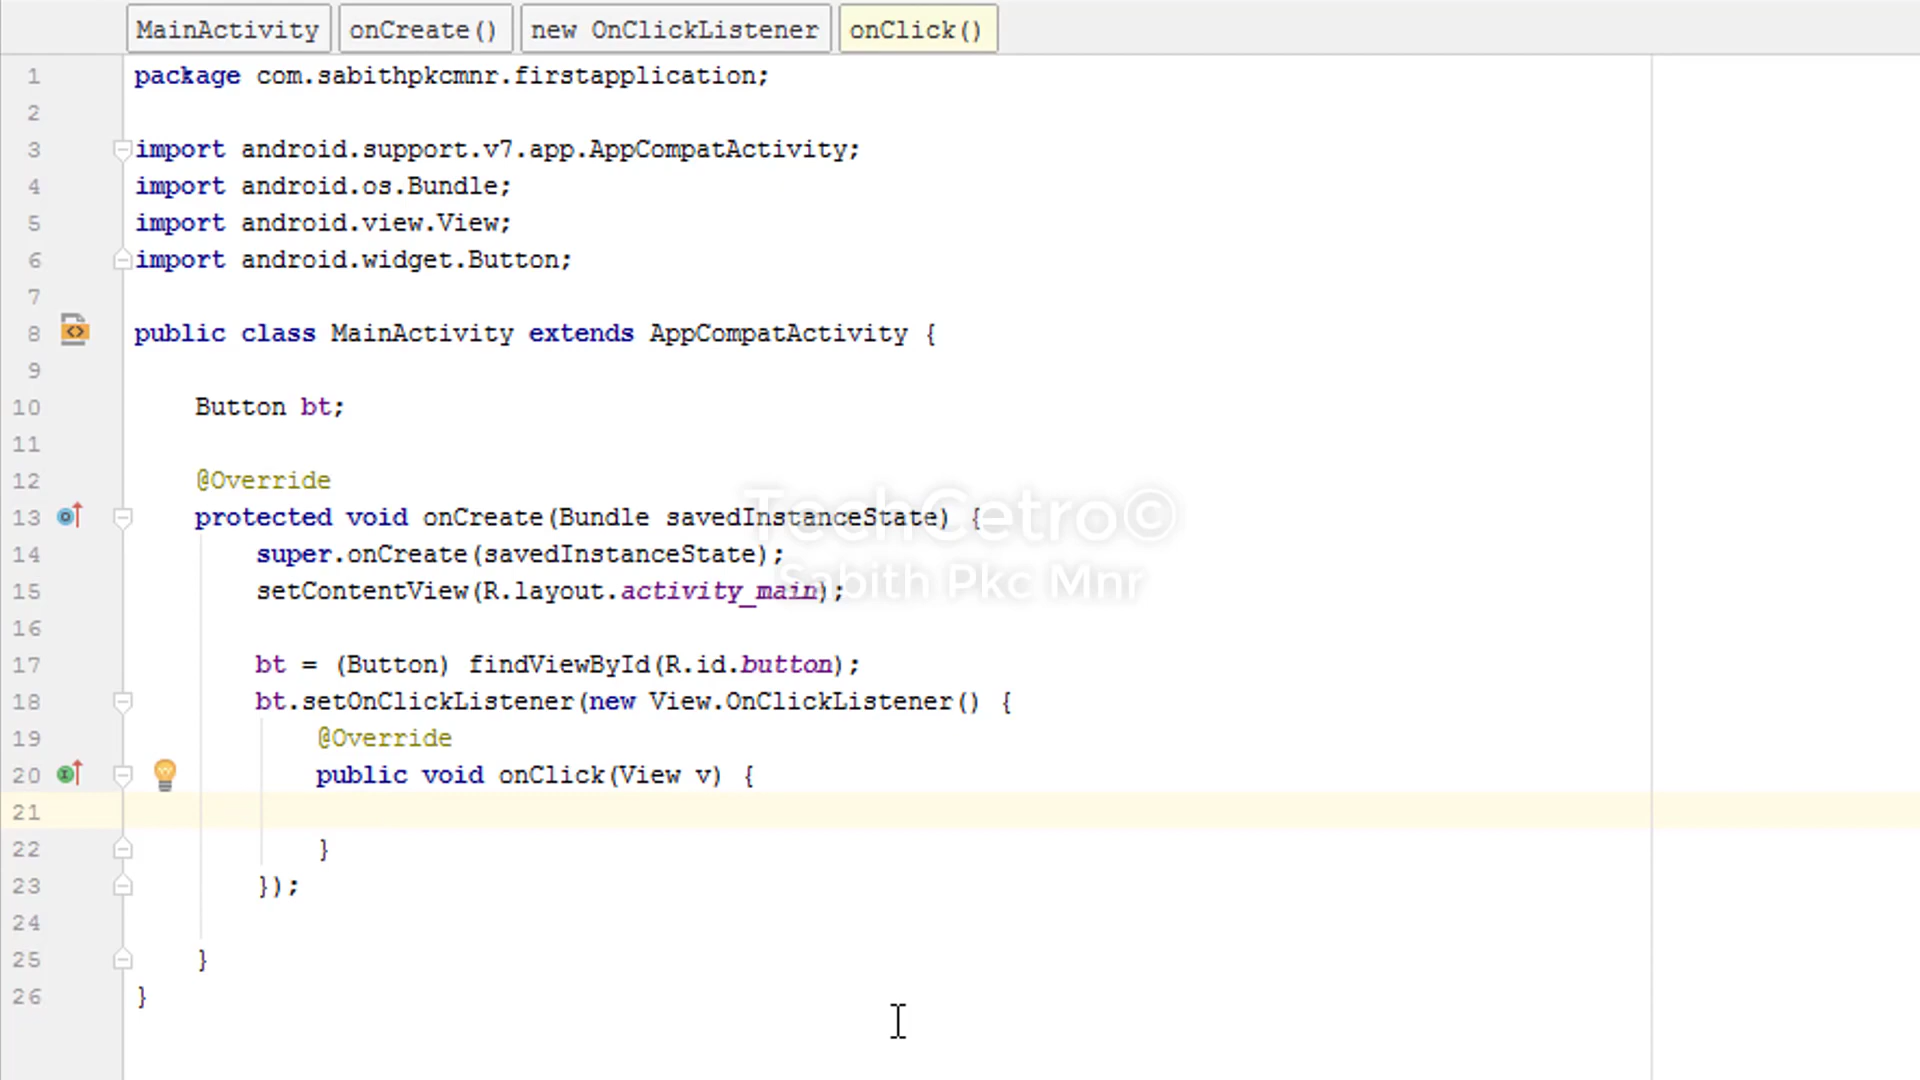 MainActivity onCreate() new OnClickListener onClick()
1 package com.sabithpkcmnr.firstapplication;
2
3 import android.support.v7.app.AppCompatActivity;
4 import android.os.Bundle;
5 import android.view.View;
6 import android.widget.Button;
7
8 public class MainActivity extends AppCompatActivity {
9
10 Button bt;
11
12 @Override
13 protected void onCreate(Bundle savedInstanceState) {
TechCetro©
14 super.onCreate(savedInstanceState);
15 setContentView(R.layout.activity_main);
Sabith Pkc Mnr
16
17 bt = (Button) findViewById(R.id.button);
18 bt.setOnClickListener(new View.OnClickListener() {
19 @Override
20 public void onClick(View v) {
21
22 }
23 });
24
25 }
26 }